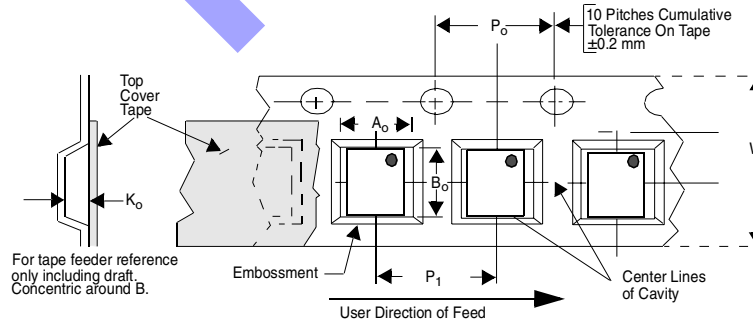 10 Pitches Cumulative
Tolerance On Tape
±0.2 mm
Po
Top
Cover
Tape
Ao
Bo
Ko
For tape feeder reference
only including draft.
Concentric around B.
Embossment
P1
Center Lines
of Cavity
User Direction of Feed